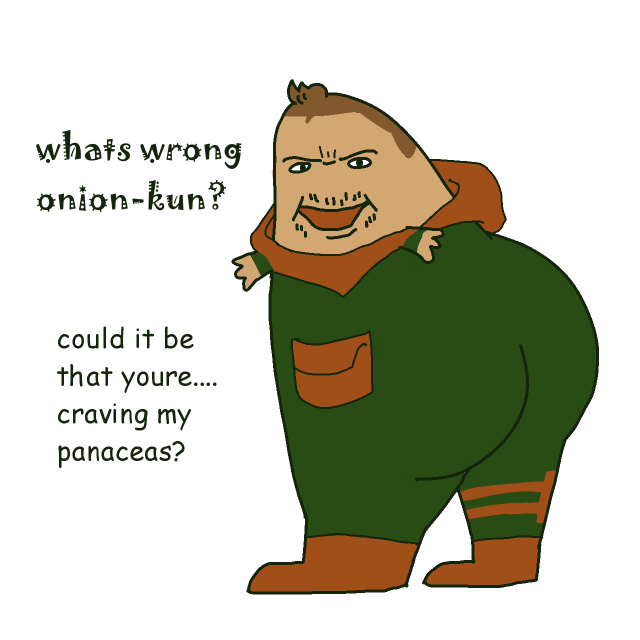 whats wrong
onion-kun?
could it be
that youre....
craving my
panaceas?